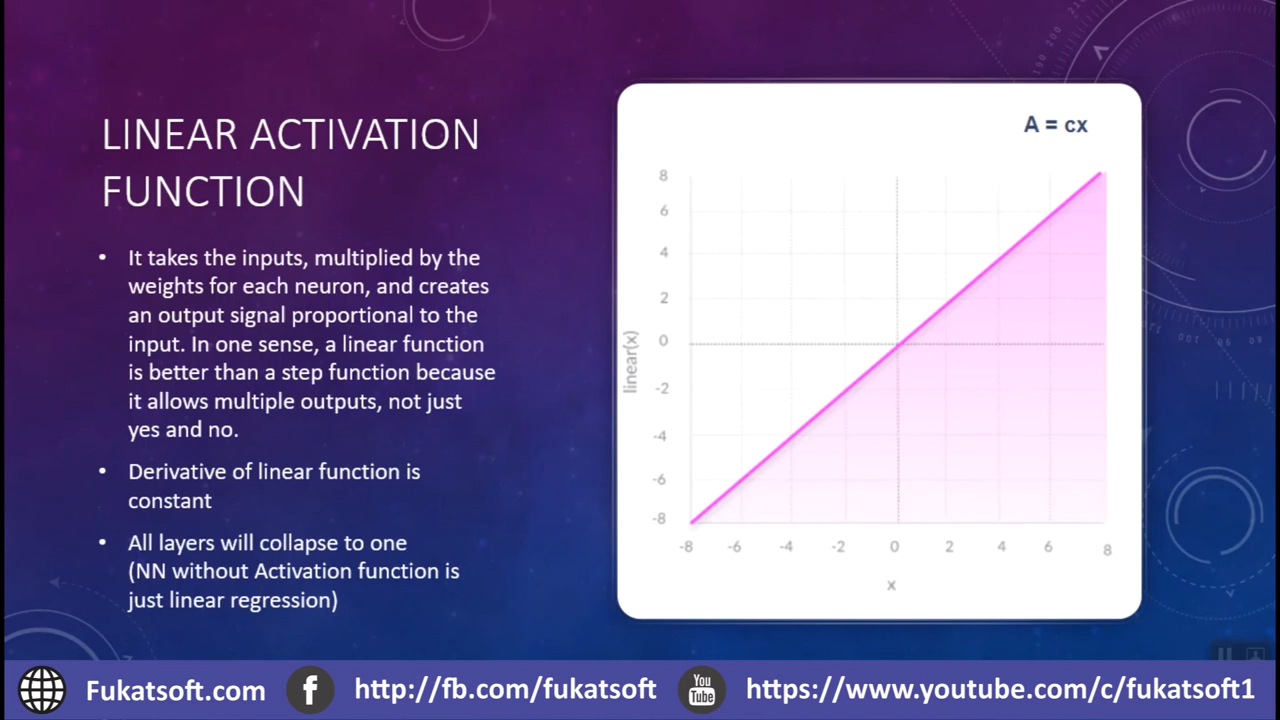 LINEAR ACTIVATION
FUNCTION
• It takes the inputs, multiplied by the
weights for each neuron, and creates
an output signal proportional to the
input. In one sense, a linear function
is better than a step function because
it allows multiple outputs, not just
yes and no.
• Derivative of linear function is
constant
• All layers will collapse to one
(NN without Activation function is
just linear regression)
A = cx
8
6
4
2
0
-2
-4
-6
-8
linear(x)
-8 -6 -4 -2 0 2 4 6 8
x
Fukatsoft.com
f
http://fb.com/fukatsoft
You
Tube
https://www.youtube.com/c/fukatsoft1